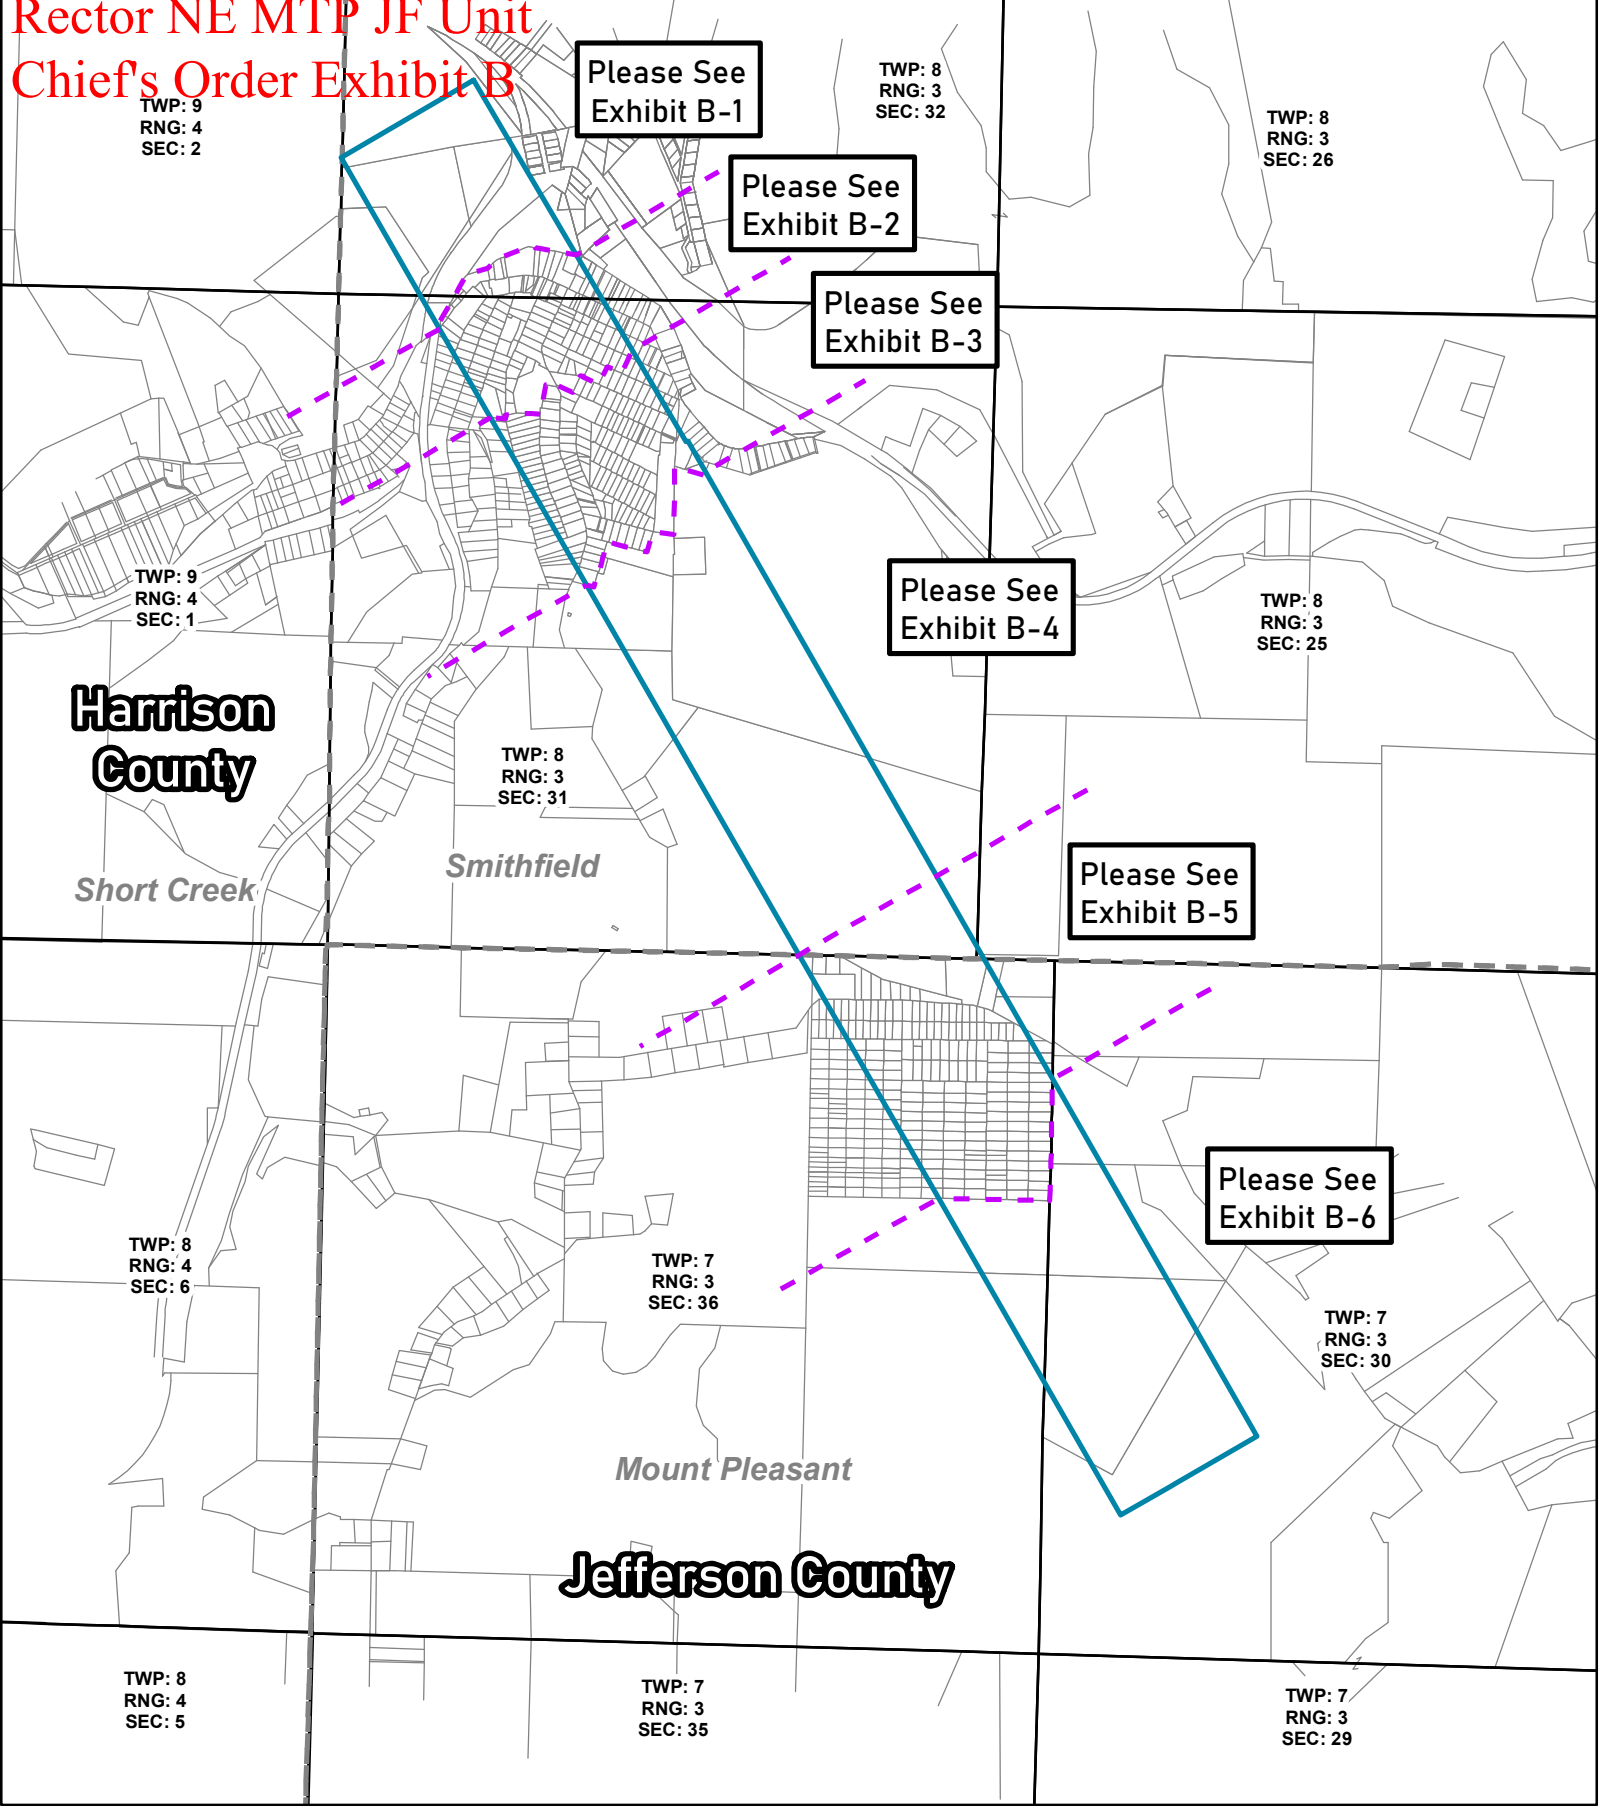 Rector NE MTP JF Unit
Chief's Order Exhibit B
TWP: 9
RNG: 4
SEC: 2
Please See
Exhibit B-1
TWP: 8
RNG: 3
SEC: 32
TWP: 8
RNG: 3
SEC: 26
Please See
Exhibit B-2
Please See
Exhibit B-3
TWP: 9
RNG: 4
SEC: 1
Please See
Exhibit B-4
TWP: 8
RNG: 3
SEC: 25
Harrison
County
TWP: 8
RNG: 3
SEC: 31
Smithfield
Short Creek
Please See
Exhibit B-5
Please See
Exhibit B-6
TWP: 8
RNG: 4
SEC: 6
TWP: 7
RNG: 3
SEC: 36
TWP: 7
RNG: 3
SEC: 30
Mount Pleasant
Jefferson County
TWP: 8
RNG: 4
SEC: 5
TWP: 7
RNG: 3
SEC: 35
TWP: 7
RNG: 3
SEC: 29